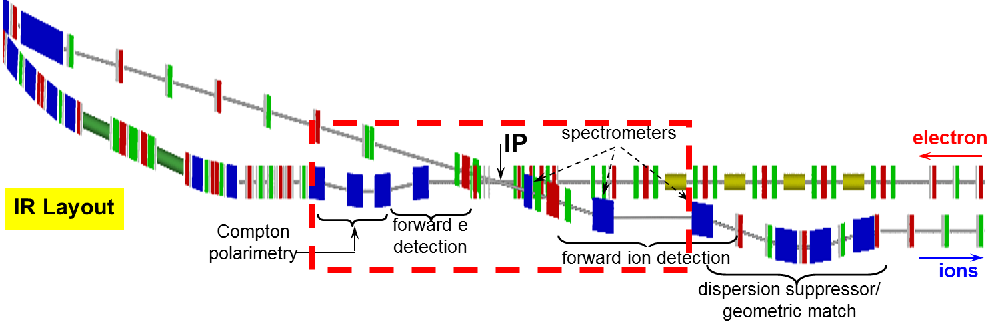 spectrometers
IP
electron
IR Layout
Compton
polarimetry
forward e
detection
forward ion detection
ions
dispersion suppressor/
geometric match